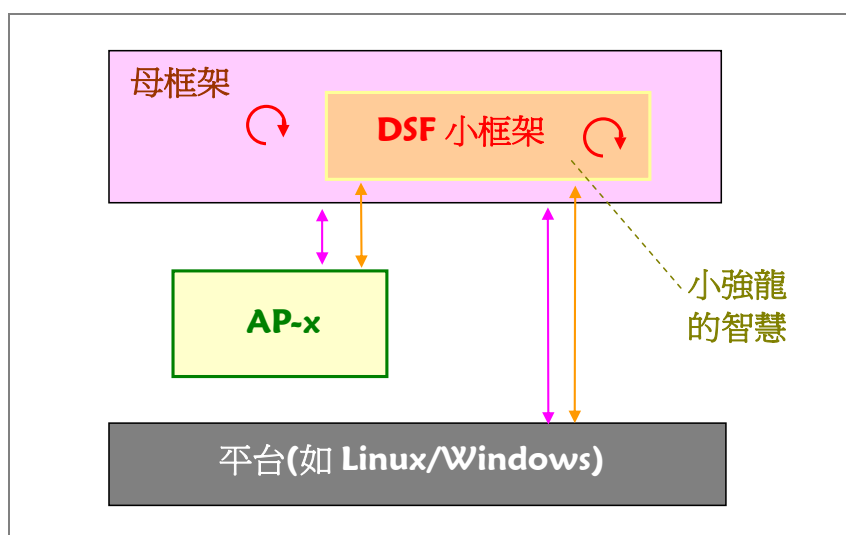 母框架
DSF 小框架
AP-x
小強龍
的智慧
平台(如 Linux/Windows)